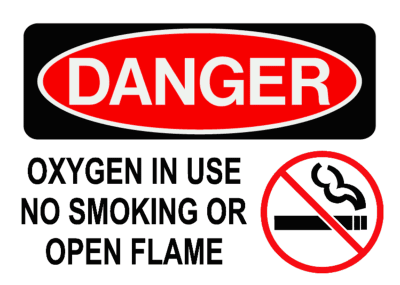 DANGER
OXYGEN IN USE
NO SMOKING OR
OPEN FLAME